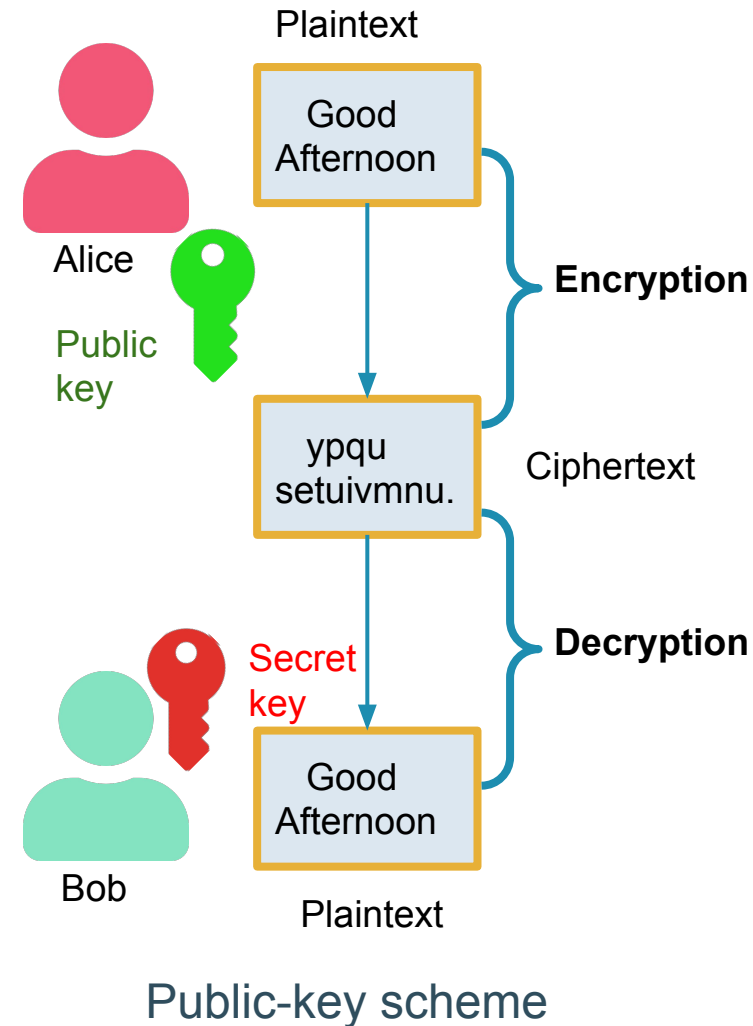 Plaintext
Good
Afternoon
Alice
Encryption
Public
key
ypqu
setuivmnu.
Ciphertext
Decryption
Secret
key
Good
Afternoon
Bob
Plaintext
Public-key scheme